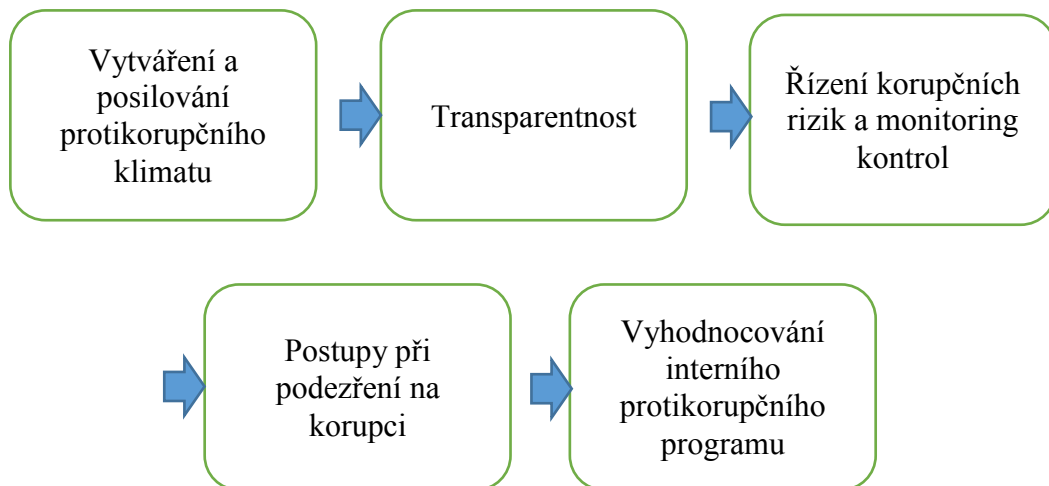 Vytváření a
posilování
protikorupčního
klimatu
Transparentnost
Řízení korupčních
rizik a monitoring
kontrol
Postupy při
podezření na
korupci
Vyhodnocování
interního
protikorupčního
programu